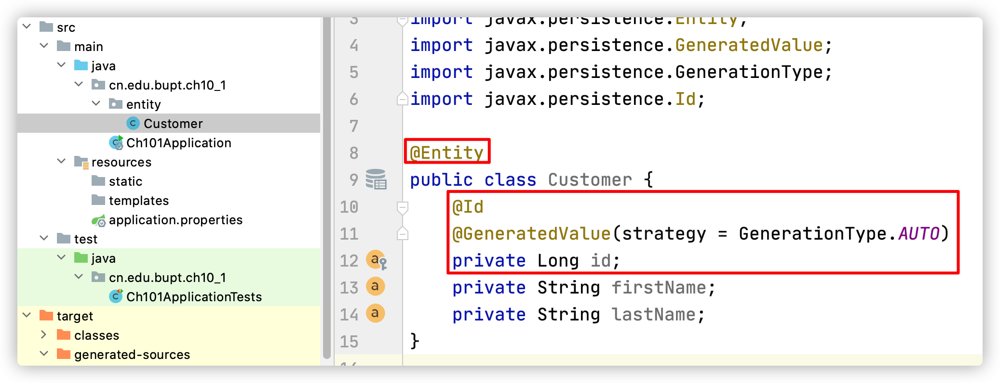 src
main
java
cn.edu.bupt.ch10_1
entity
Customer
Ch101Application
resources
static
templates
application.properties
test
java
cn.edu.bupt.ch10_1
Ch101ApplicationTests
target
classes
generated-sources
3 import javax.persistence.Entity;
4 import javax.persistence.GeneratedValue;
5 import javax.persistence.GenerationType;
6 import javax.persistence.Id;
7
8 @Entity
9 public class Customer {
10 @Id
11 @GeneratedValue(strategy = GenerationType.AUTO)
12 private Long id;
13 private String firstName;
14 private String lastName;
15 }